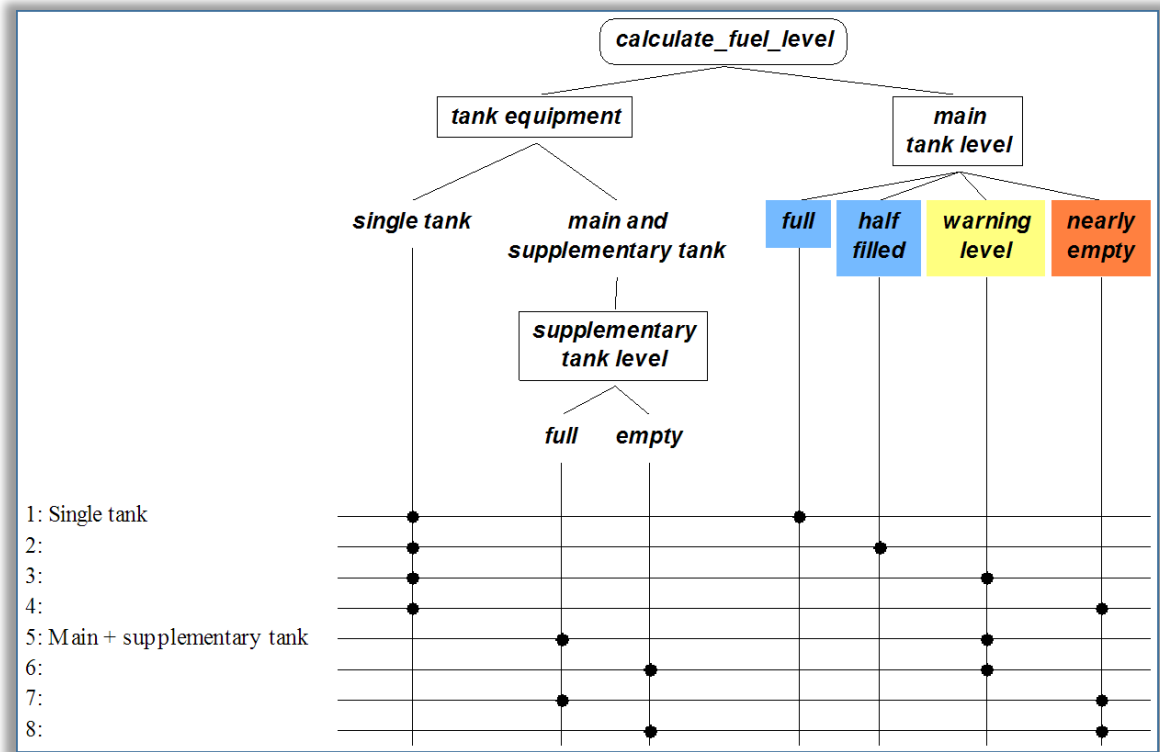 calculate_fuel_level
tank equipment
main
tank level
single tank
main and
supplementary tank
full
half
filled
warning
level
nearly
empty
supplementary
tank level
full
empty
1: Single tank
2:
3:
4:
5: Main + supplementary tank
6:
7:
8: